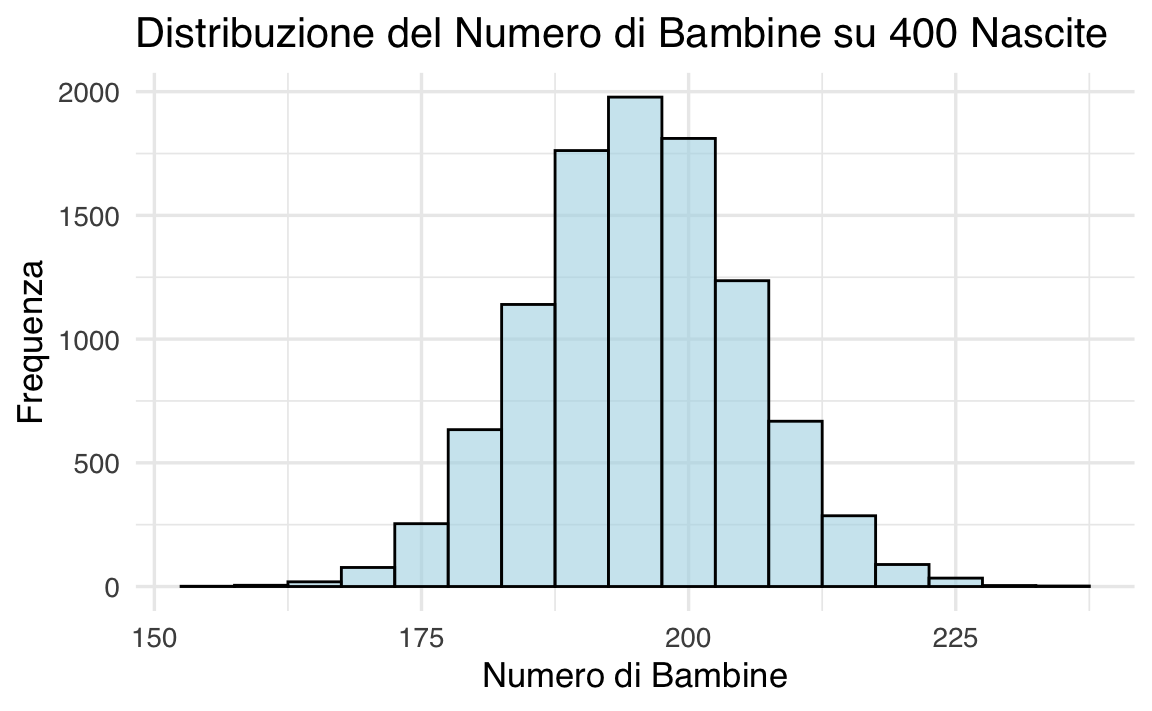 Distribuzione del Numero di Bambine su 400 Nascite
Frequenza
2000
1500
1000
500
0
150 175 200 225
Numero di Bambine